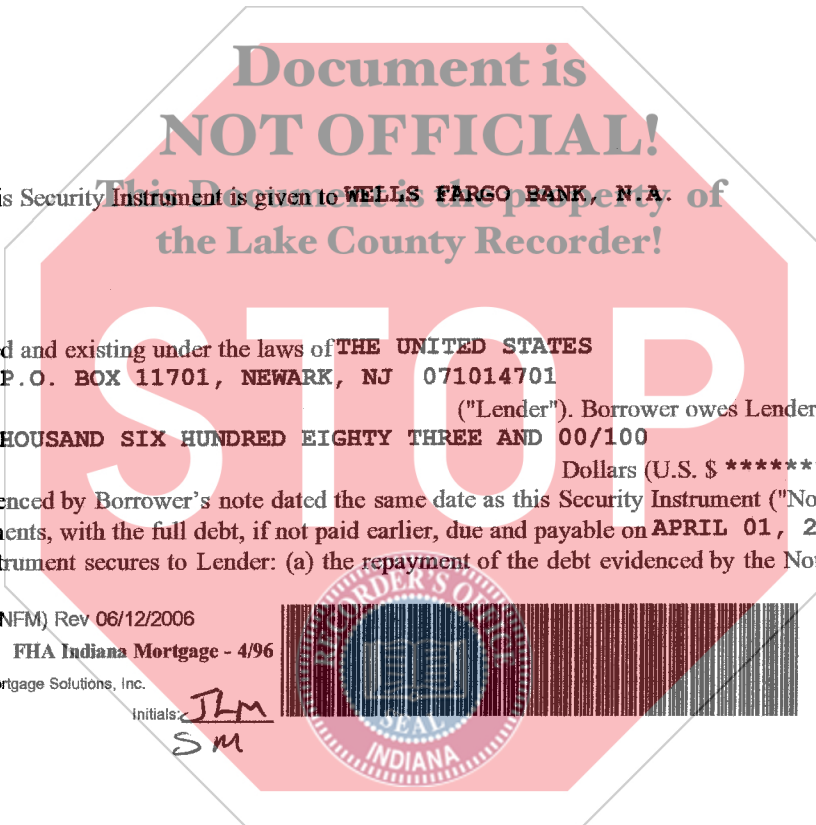 Document is
NOT OFFICIAL!
is Security Instrument is given to WELLS FARGO BANK, N.A.
This Document is the property of
the Lake County Recorder!
STOP
d and existing under the laws of THE UNITED STATES
P.O. BOX 11701, NEWARK, NJ 071014701
("Lender"). Borrower owes Lender
HOUSAND SIX HUNDRED EIGHTY THREE AND 00/100
Dollars (U.S. $ *******
enced by Borrower's note dated the same date as this Security Instrument ("No
ents, with the full debt, if not paid earlier, due and payable on APRIL 01, 2
trument secures to Lender: (a) the repayment of the debt evidenced by the No
NFM) Rev 06/12/2006
FHA Indiana Mortgage - 4/96
rtgage Solutions, Inc.
Initials: JLM
SM
RECORDER'S OFFICE
SEAL
INDIANA